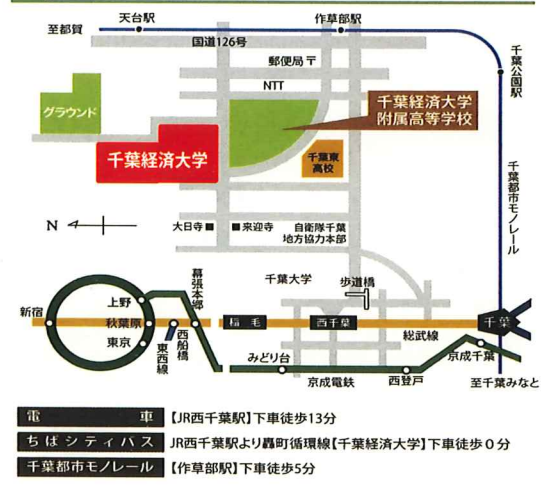 天台駅
作草部駅
至都賀
国道126号
千葉公園駅
郵便局〒
NTT
グラウンド
千葉経済大学
附属高等学校
千葉経済大学
千葉東
高校
千葉都市モノレール
N
大日寺
来迎寺
自衛隊千葉
地方協力本部
千葉大学
歩道橋
幕張本郷
上野
新宿
秋葉原
東京
東西線
西船橋
稲毛
西千葉
総武線
千葉
みどり台
京成電鉄
西登戸
京成千葉
至千葉みなと
電車 【JR西千葉駅】下車徒歩13分
ちばシティバス JR西千葉駅より轟町循環線【千葉経済大学】下車徒歩0分
千葉都市モノレール 【作草部駅】下車徒歩5分